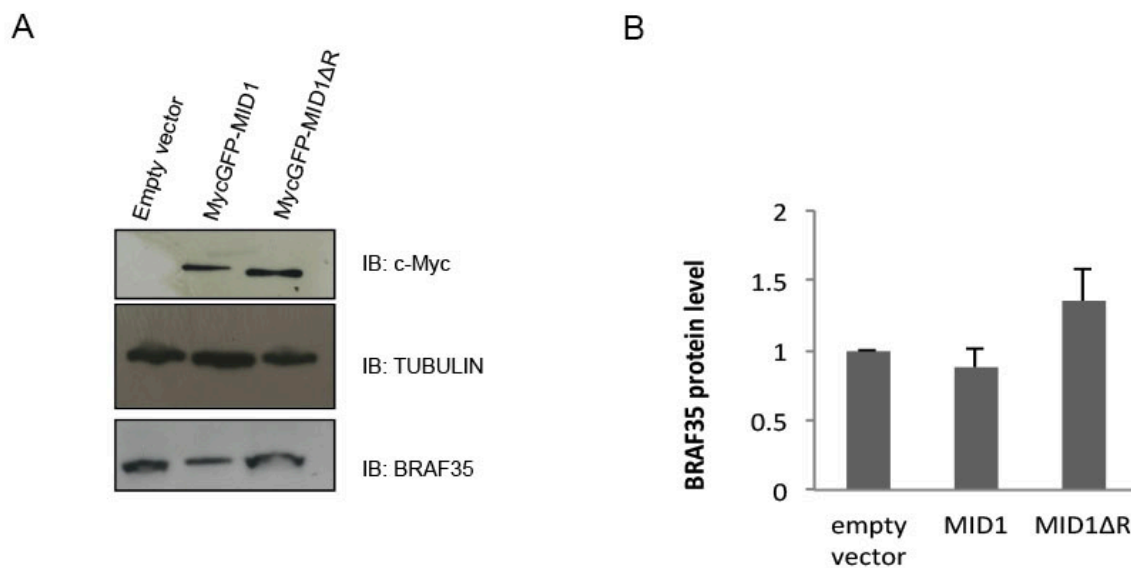 A
Empty vector
MycGFP-MID1
MycGFP-MID1ΔR
IB: c-Myc
IB: TUBULIN
IB: BRAF35
B
BRAF35 protein level
2
1.5
1
0.5
0
empty
vector
MID1
MID1ΔR